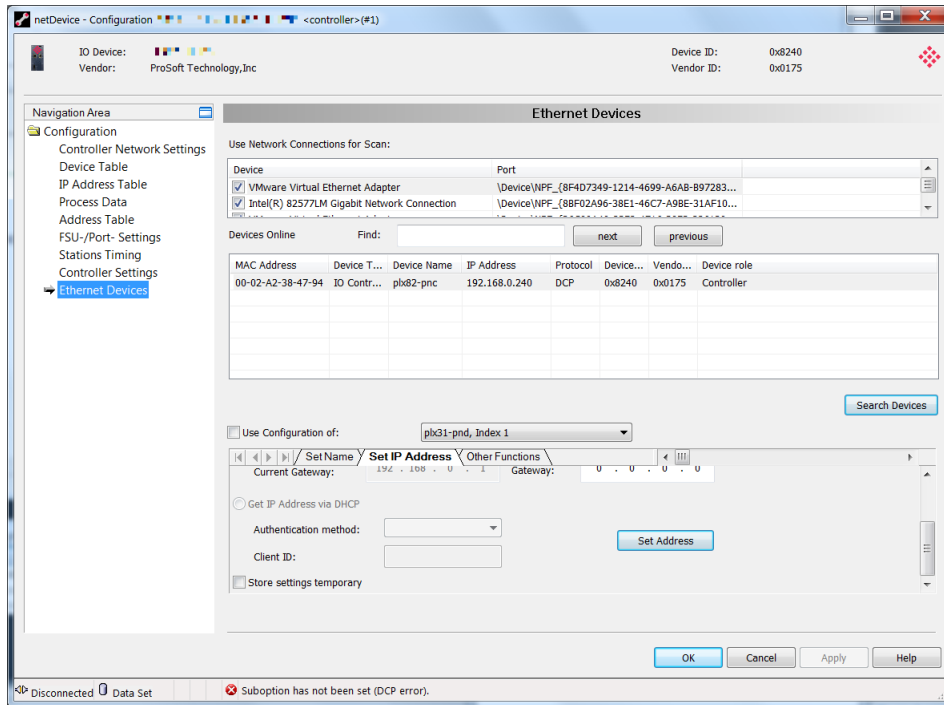 netDevice - Configuration <controller>(#1)
IO Device: Device ID: 0x8240
Vendor: ProSoft Technology,Inc Vendor ID: 0x0175
Navigation Area
Configuration
Controller Network Settings
Device Table
IP Address Table
Process Data
Address Table
FSU-/Port- Settings
Stations Timing
Controller Settings
Ethernet Devices
Ethernet Devices
Use Network Connections for Scan:
Device Port
VMware Virtual Ethernet Adapter \Device\NPF_{8F4D7349-1214-4699-A6AB-B97283...
Intel(R) 82577LM Gigabit Network Connection \Device\NPF_{8BF02A96-38E1-46C7-A9BE-31AF10...
Devices Online Find: next previous
MAC Address Device T... Device Name IP Address Protocol Device... Vendo... Device role
00-02-A2-38-47-94 IO Contr... plx82-pnc 192.168.0.240 DCP 0x8240 0x0175 Controller
Search Devices
Use Configuration of: plx31-pnd, Index 1
Set Name Set IP Address Other Functions
Current Gateway: 192 . 168 . 0 . 1 Gateway: 0 . 0 . 0 . 0
Get IP Address via DHCP
Authentication method:
Set Address
Client ID:
Store settings temporary
OK Cancel Apply Help
Disconnected Data Set Suboption has not been set (DCP error).